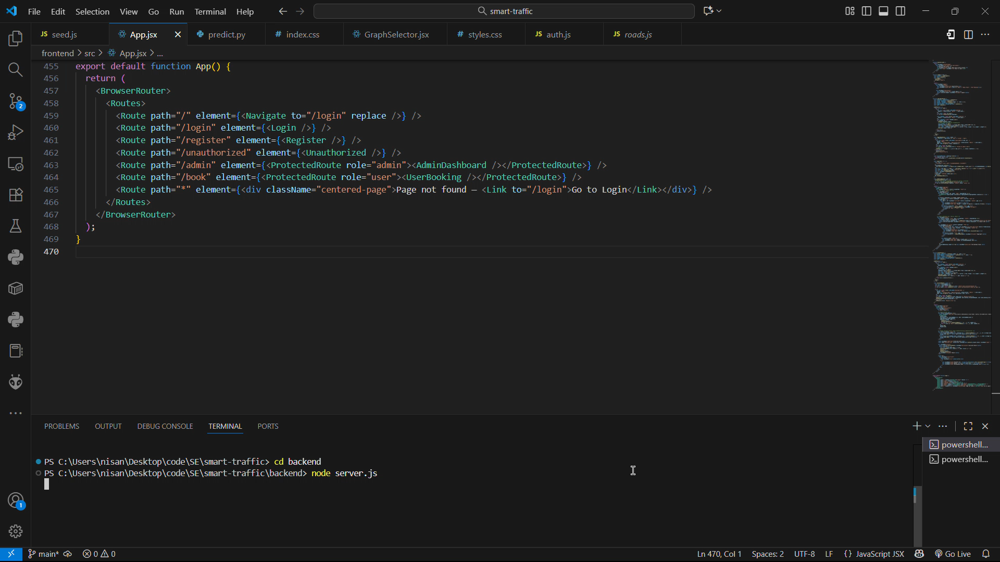 File Edit Selection View Go Run Terminal Help
smart-traffic
JS seed.js
App.jsx
predict.py
# index.css
GraphSelector.jsx
# styles.css
JS auth.js
JS roads.js
frontend > src > App.jsx > ...
455 export default function App() {
456 return (
457 <BrowserRouter>
458 <Routes>
459 <Route path="/" element={<Navigate to="/login" replace />} />
460 <Route path="/login" element={<Login />} />
461 <Route path="/register" element={<Register />} />
462 <Route path="/unauthorized" element={<Unauthorized />} />
463 <Route path="/admin" element={<ProtectedRoute role="admin"><AdminDashboard /></ProtectedRoute>} />
464 <Route path="/book" element={<ProtectedRoute role="user"><UserBooking /></ProtectedRoute>} />
465 <Route path="*" element={<div className="centered-page">Page not found — <Link to="/login">Go to Login</Link></div>} />
466 </Routes>
467 </BrowserRouter>
468 );
469 }
470
2
PROBLEMS OUTPUT DEBUG CONSOLE TERMINAL PORTS
PS C:\Users\nisan\Desktop\code\SE\smart-traffic> cd backend
PS C:\Users\nisan\Desktop\code\SE\smart-traffic\backend> node server.js
powershell...
powershell...
1
main* 0 0 Ln 470, Col 1 Spaces: 2 UTF-8 LF {} JavaScript JSX Go Live